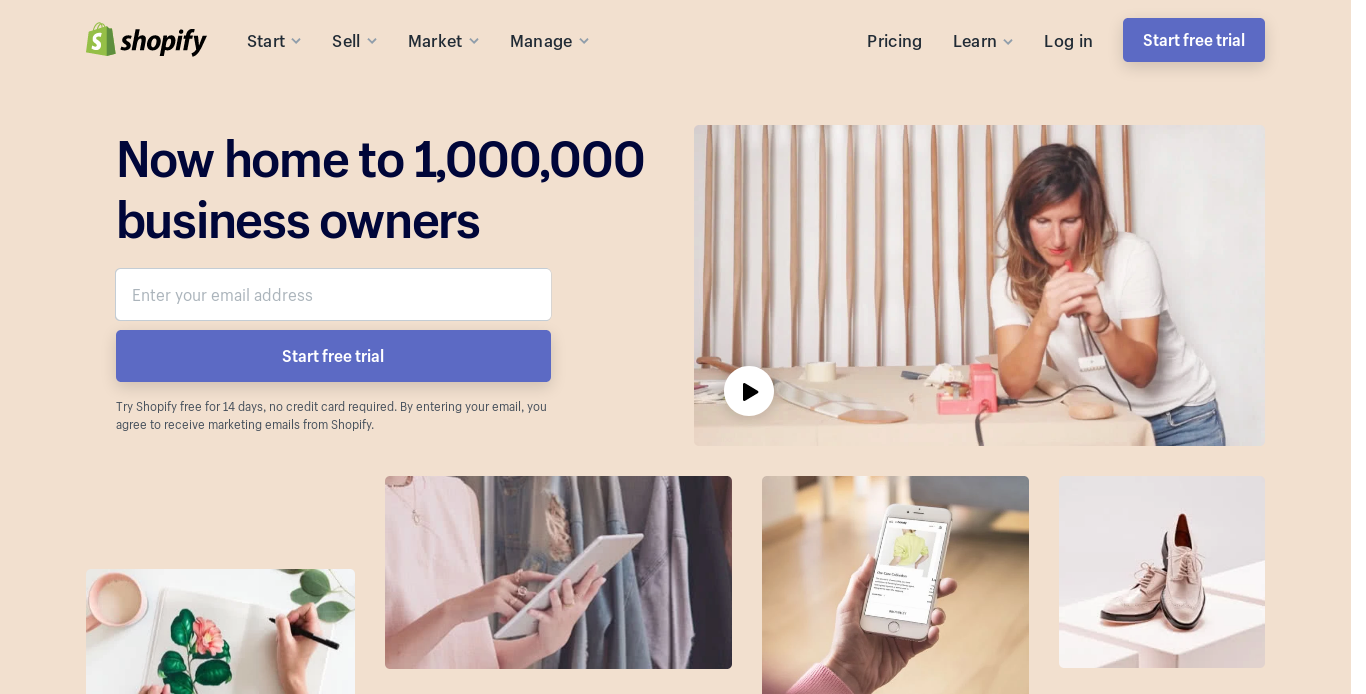 shopify
Start
Sell
Market
Manage
Pricing
Learn
Log in
Start free trial
Now home to 1,000,000
business owners
Enter your email address
Start free trial
Try Shopify free for 14 days, no credit card required. By entering your email, you
agree to receive marketing emails from Shopify.